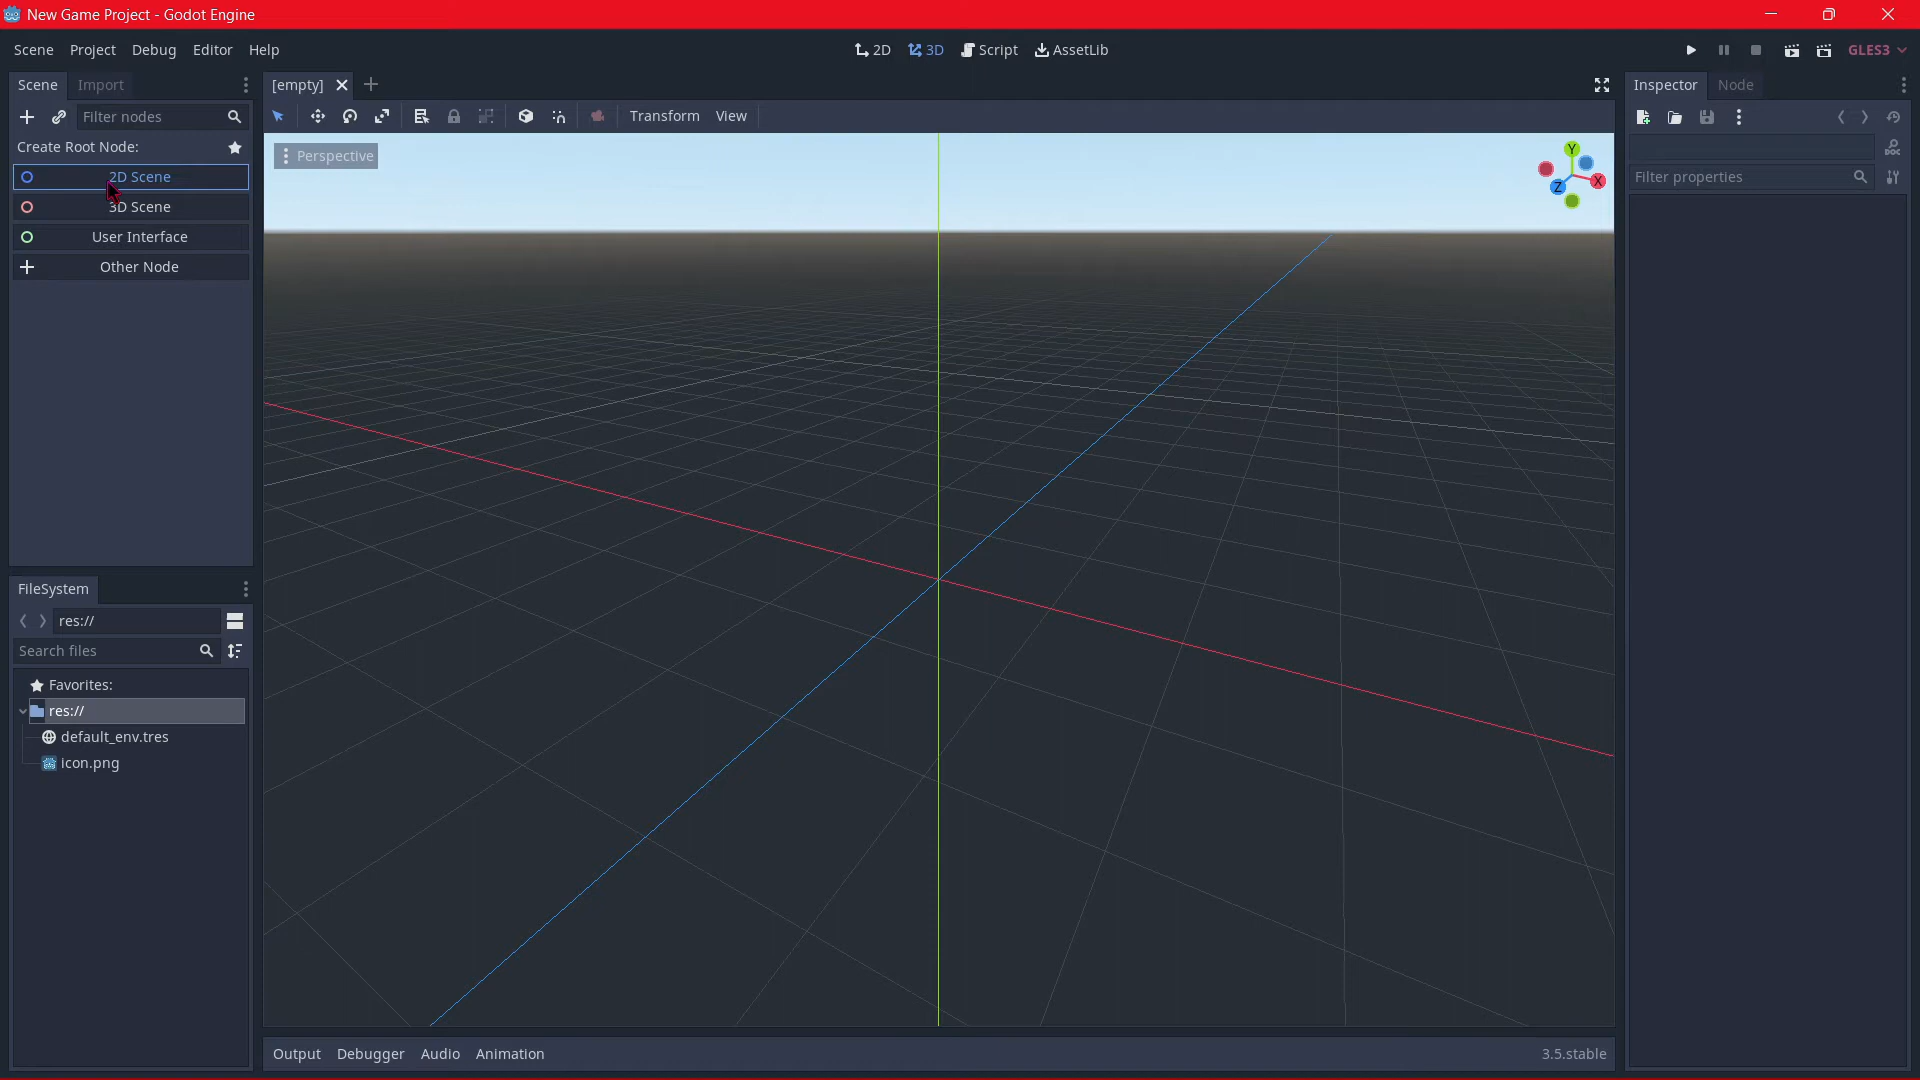 New Game Project - Godot Engine
Scene Project Debug Editor Help
2D 3D Script AssetLib
GLES3
Scene Import
[empty]
Inspector Node
Filter nodes
Transform View
Create Root Node:
Perspective
2D Scene
3D Scene
User Interface
Other Node
Filter properties
Y
X
Z
FileSystem
res://
Search files
Favorites:
res://
default_env.tres
icon.png
Output Debugger Audio Animation
3.5.stable